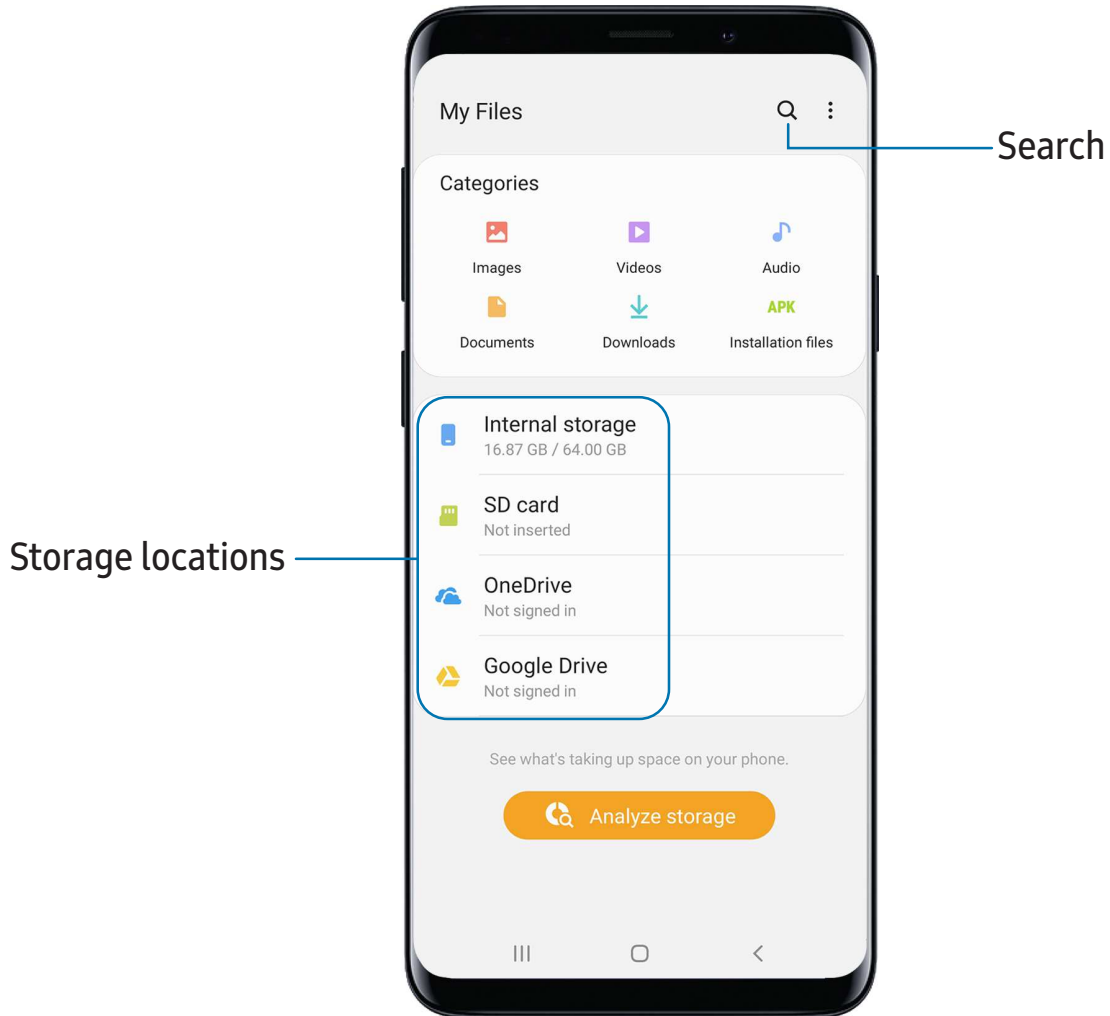 My Files
Search
Categories
Images
Videos
Audio
Documents
Downloads
APK
Installation files
Storage locations
Internal storage
16.87 GB / 64.00 GB
SD card
Not inserted
OneDrive
Not signed in
Google Drive
Not signed in
See what's taking up space on your phone.
Analyze storage